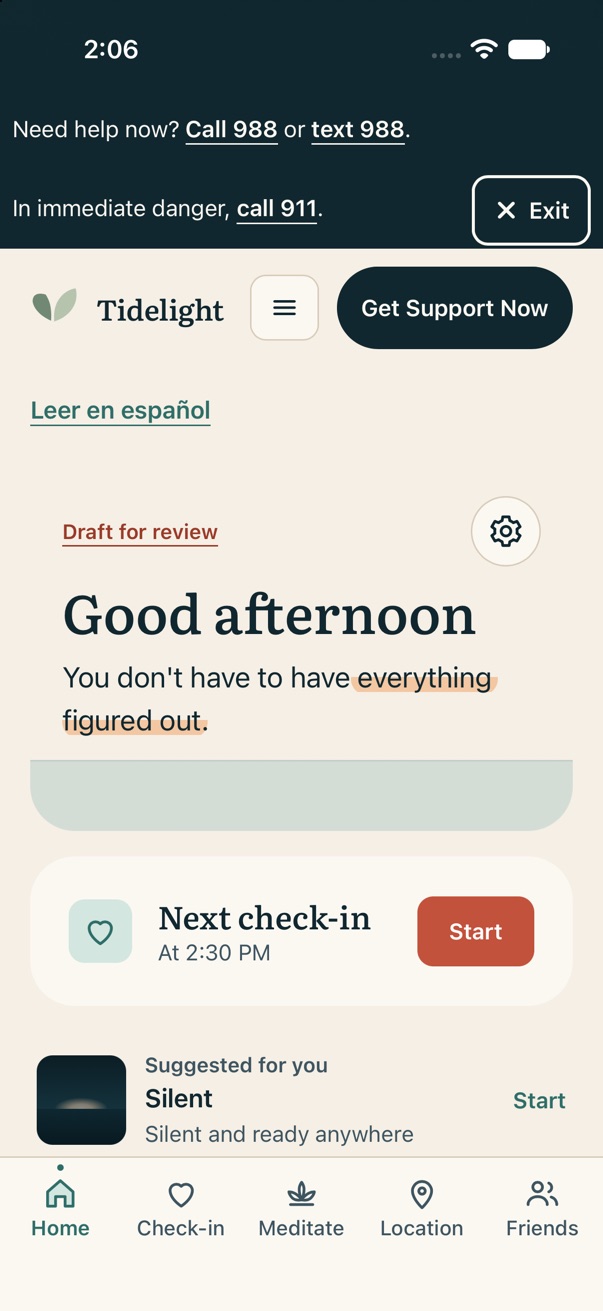 2:06
Need help now? Call 988 or text 988.
In immediate danger, call 911.
Exit
Tidelight
Get Support Now
Leer en español
Draft for review
Good afternoon
You don't have to have everything
figured out.
Next check-in
At 2:30 PM
Start
Suggested for you
Silent
Silent and ready anywhere
Start
Home
Check-in
Meditate
Location
Friends